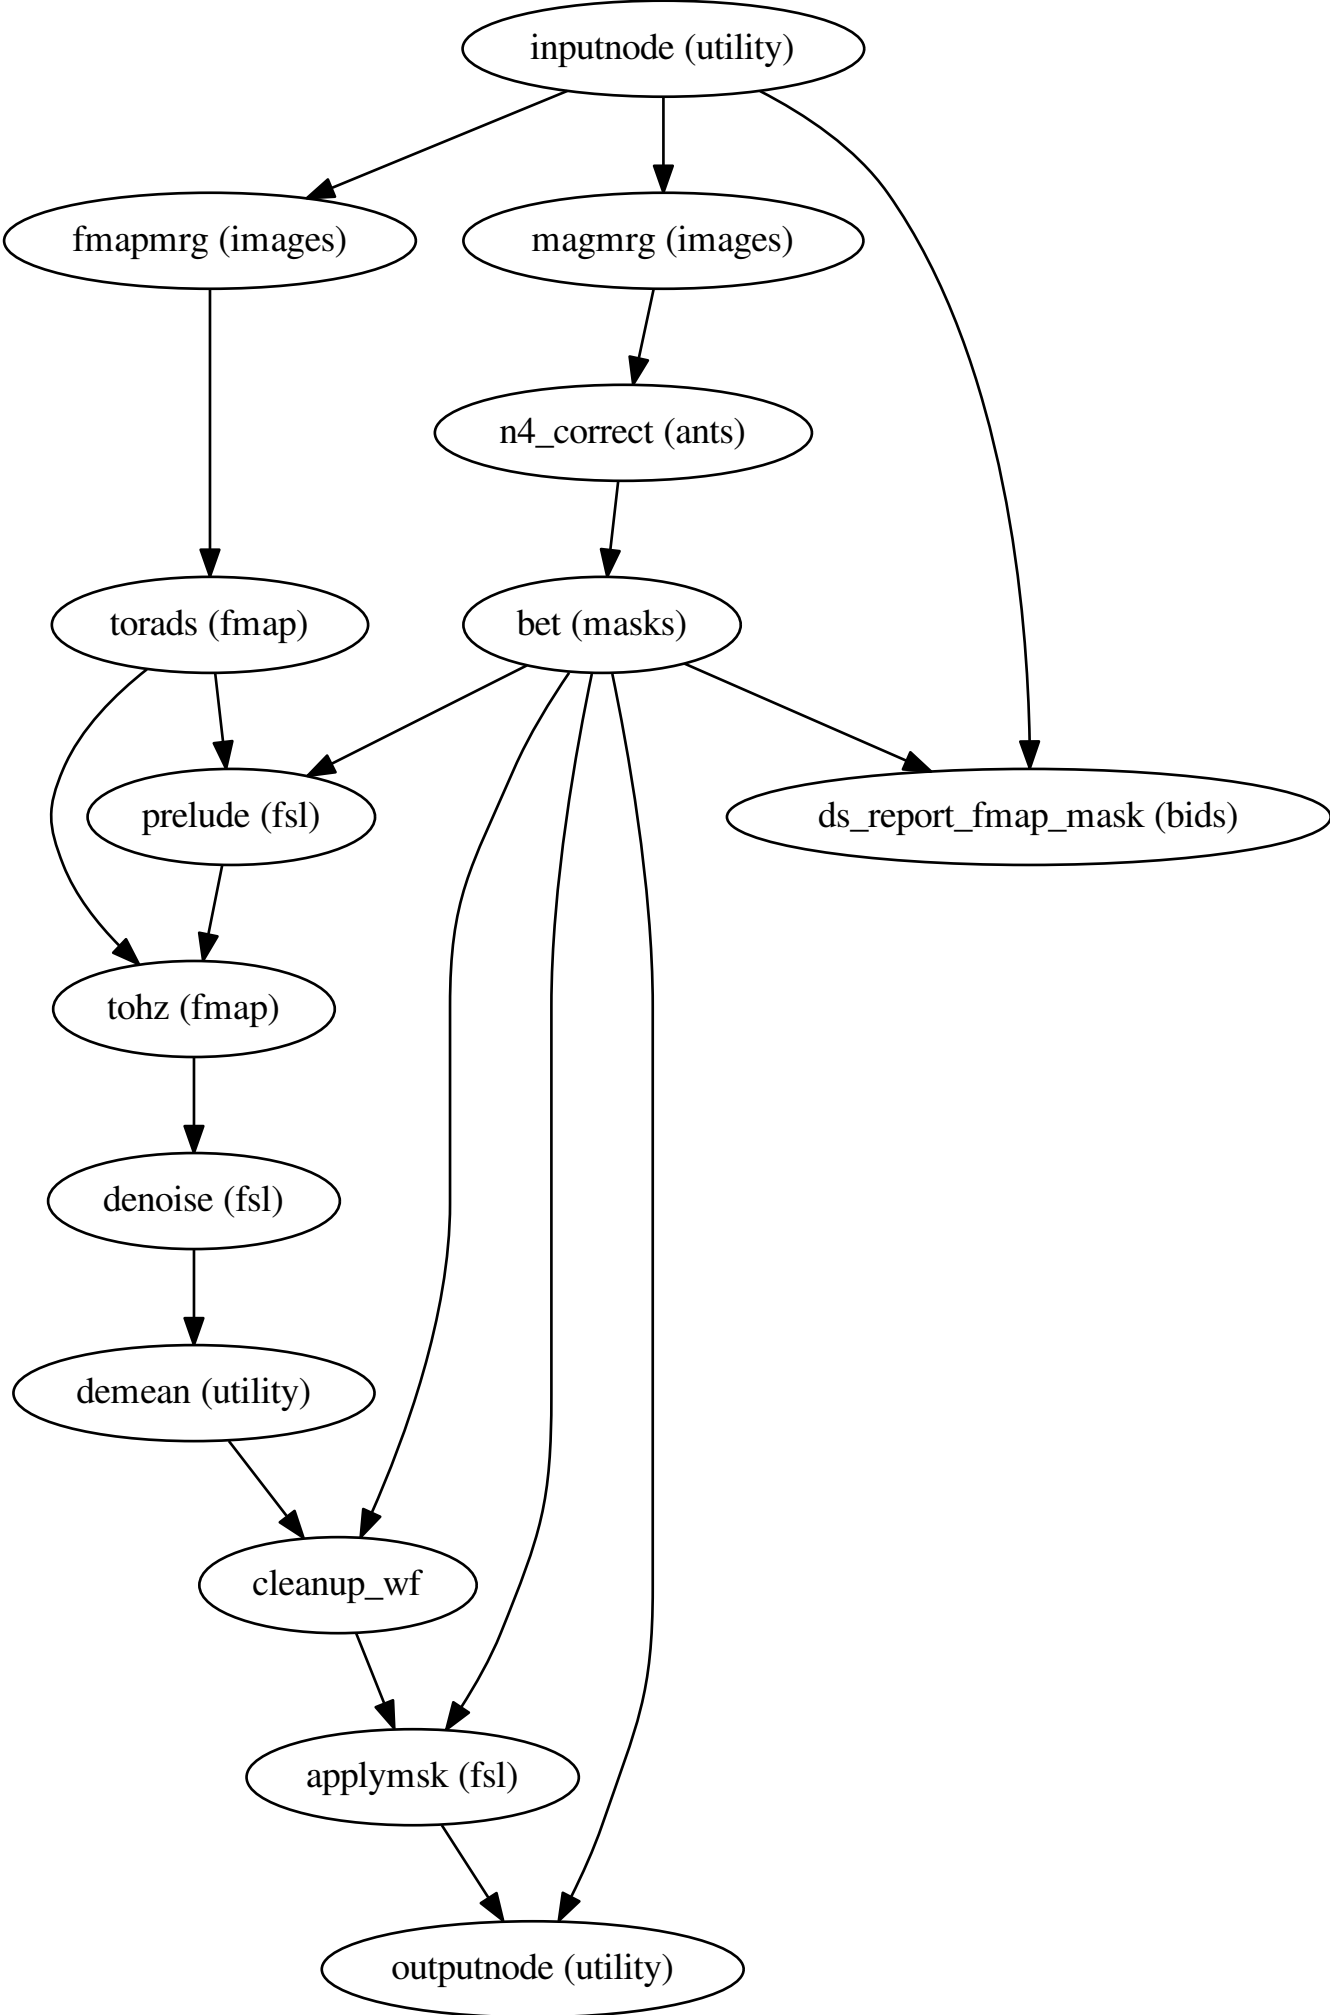 inputnode (utility)
fmapmrg (images)
magmrg (images)
n4_correct (ants)
torads (fmap)
bet (masks)
prelude (fsl)
ds_report_fmap_mask (bids)
tohz (fmap)
denoise (fsl)
demean (utility)
cleanup_wf
applymsk (fsl)
outputnode (utility)